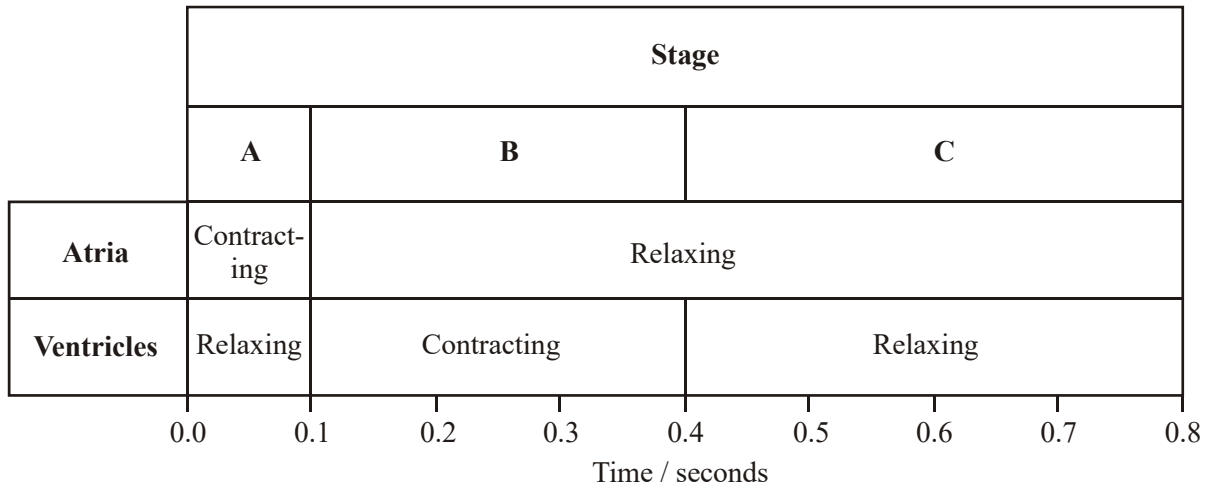 Stage
A B C
Atria Contract-
ing Relaxing
Ventricles Relaxing Contracting Relaxing
0.0 0.1 0.2 0.3 0.4 0.5 0.6 0.7 0.8
Time / seconds